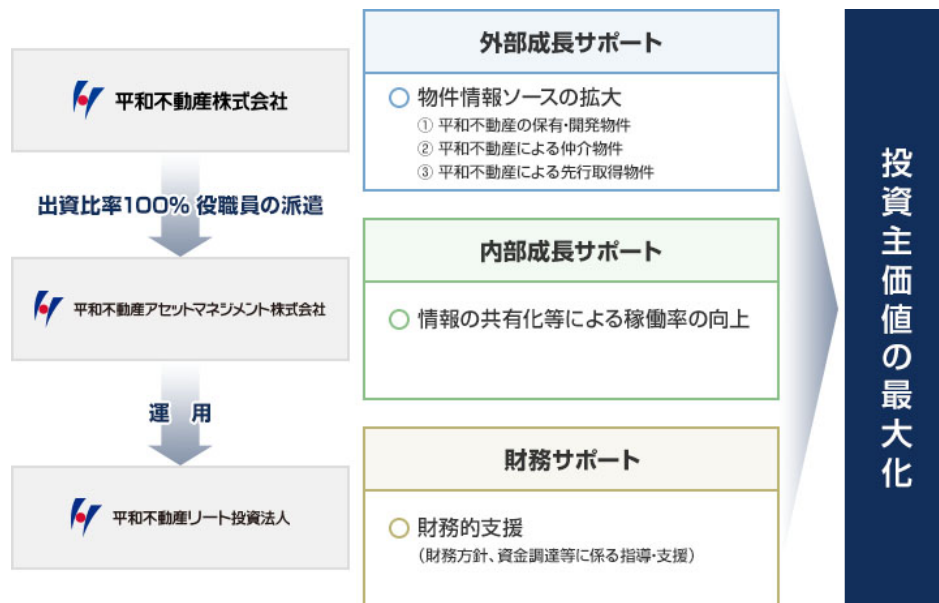 平和不動産株式会社
出資比率100% 役職員の派遣
平和不動産アセットマネジメント株式会社
運 用
平和不動産リート投資法人
外部成長サポート
物件情報ソースの拡大
① 平和不動産の保有・開発物件
② 平和不動産による仲介物件
③ 平和不動産による先行取得物件
内部成長サポート
情報の共有化等による稼働率の向上
財務サポート
財務的支援
(財務方針、資金調達等に係る指導・支援)
投資主価値の最大化